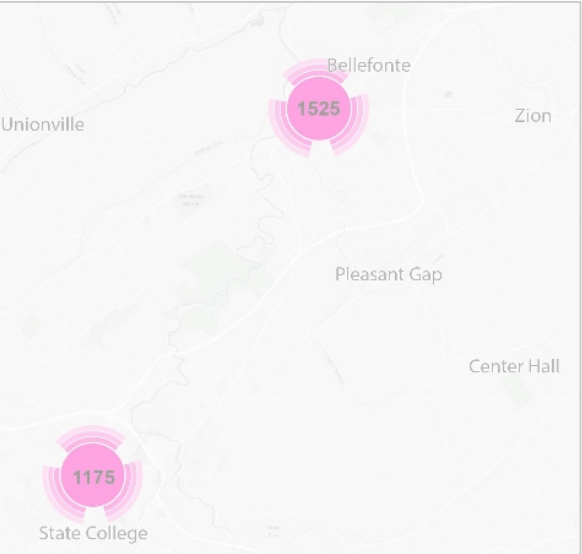 Bellefonte
1525
Zion
Unionville
Pleasant Gap
Center Hall
1175
State College